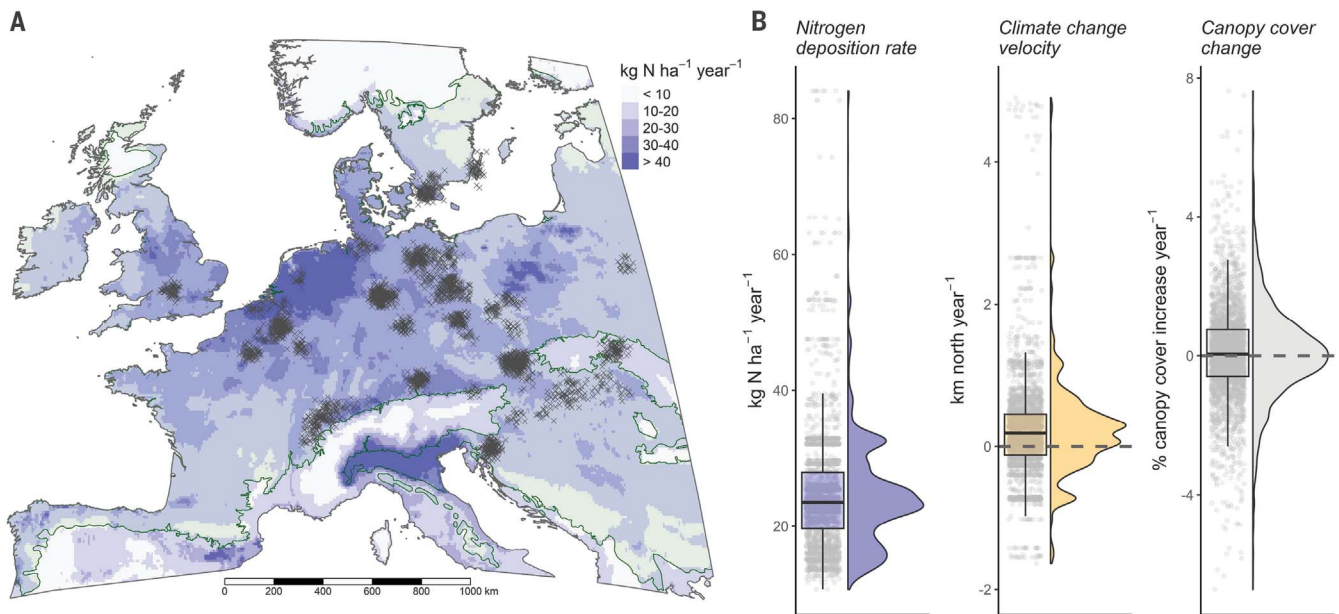 A
kg N ha⁻¹ year⁻¹
< 10
10-20
20-30
30-40
> 40
0 200 400 600 800 1000 km
B
Nitrogen
deposition rate
kg N ha⁻¹ year⁻¹
80
60
40
20
Climate change
velocity
km north year⁻¹
4
2
0
-2
Canopy cover
change
% canopy cover increase year⁻¹
8
4
0
-4